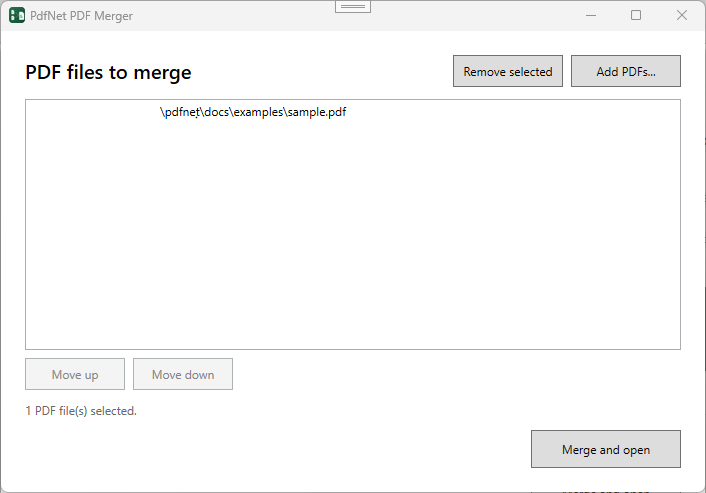 PdfNet PDF Merger
PDF files to merge
Remove selected
Add PDFs...
\pdfnet\docs\examples\sample.pdf
Move up
Move down
1 PDF file(s) selected.
Merge and open